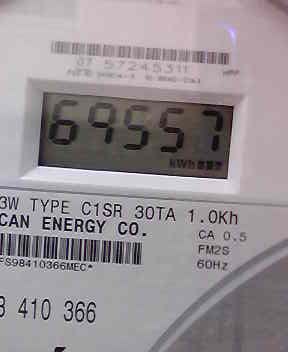 07 57245311
69557
kWh
3W TYPE C1SR 30TA 1.0Kh
CAN ENERGY CO.
CA 0.5
FM2S
60Hz
FS98410366MEC*
8 410 366